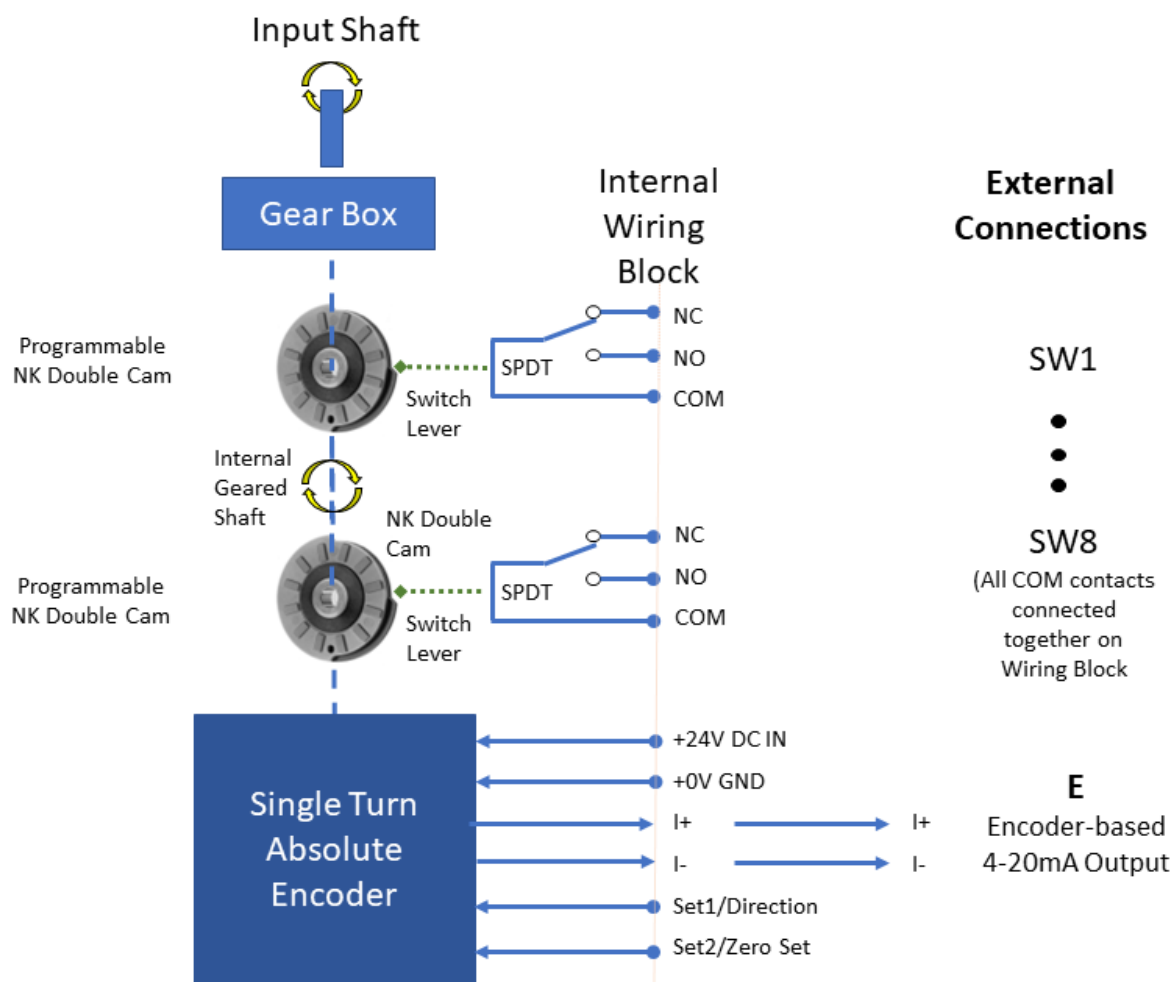 Input Shaft
Gear Box
Internal
Wiring
Block
External
Connections
Programmable
NK Double Cam
Switch
Lever
SPDT
NC
NO
COM
SW1
Internal
Geared
Shaft
NK Double
Cam
Programmable
NK Double Cam
Switch
Lever
SPDT
NC
NO
COM
SW8
(All COM contacts
connected
together on
Wiring Block
Single Turn
Absolute
Encoder
+24V DC IN
+0V GND
I+
I-
Set1/Direction
Set2/Zero Set
I+
I-
E
Encoder-based
4-20mA Output